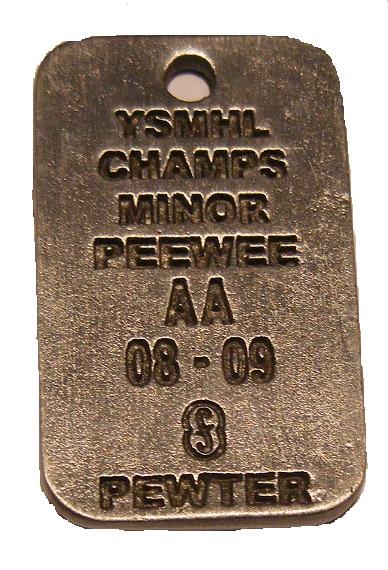 YSMHL
CHAMPS
MINOR
PEEWEE
AA
08 - 09
PEWTER